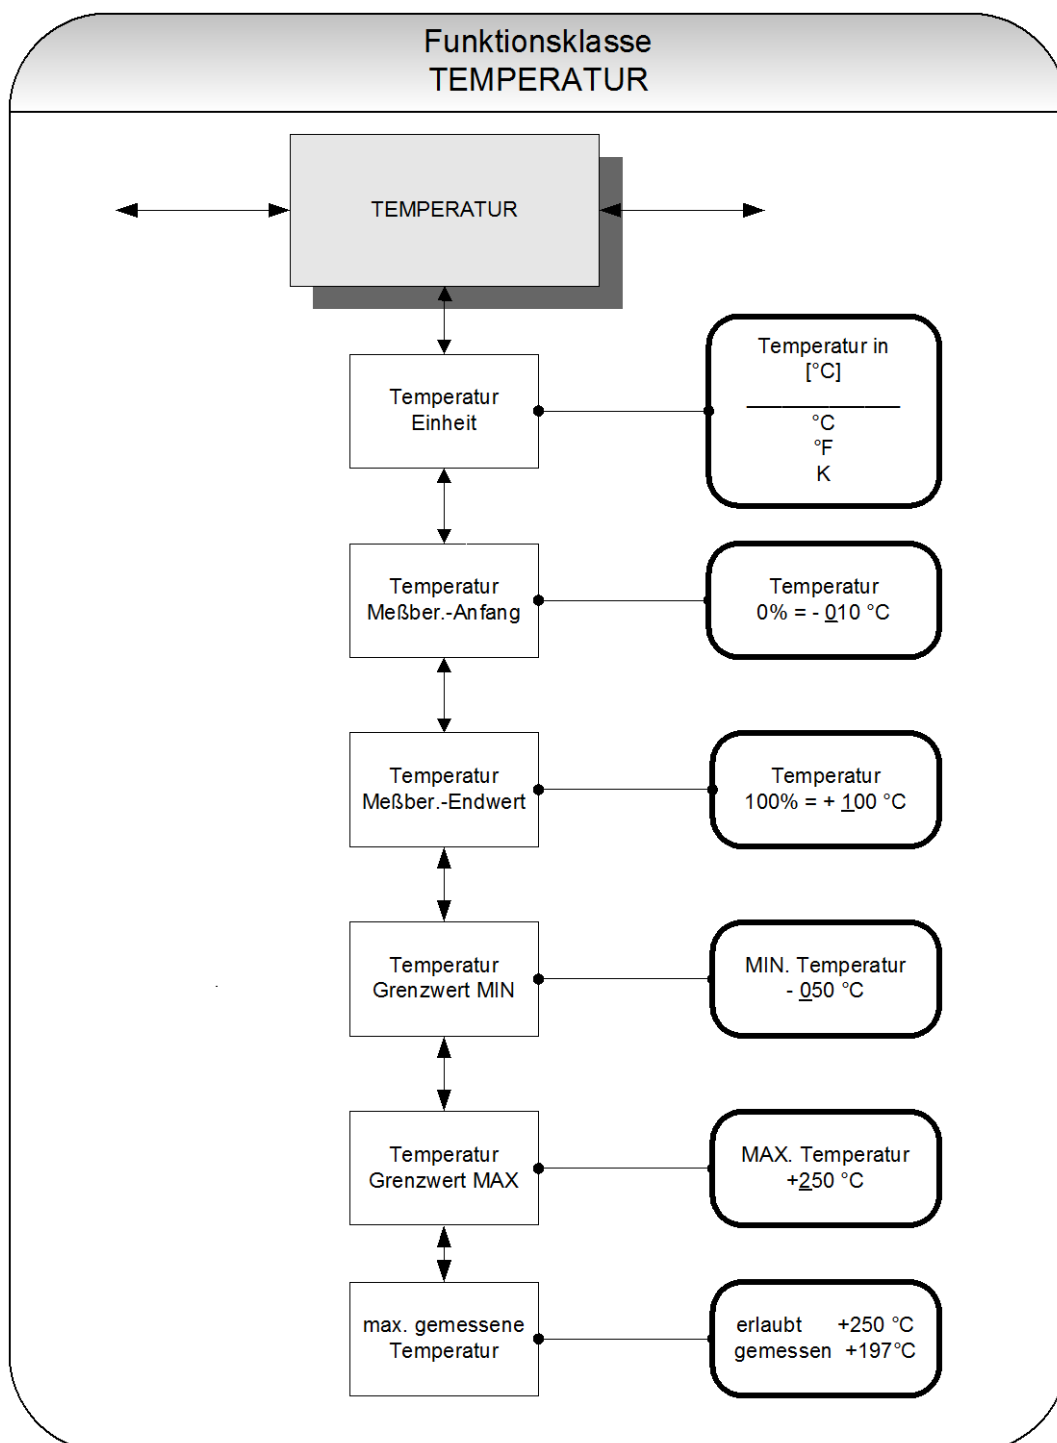 Funktionsklasse
TEMPERATUR
TEMPERATUR
Temperatur
Einheit
Temperatur in
[°C]
°C
°F
K
Temperatur
Meßber.-Anfang
Temperatur
0% = - 010 °C
Temperatur
Meßber.-Endwert
Temperatur
100% = + 100 °C
Temperatur
Grenzwert MIN
MIN. Temperatur
- 050 °C
Temperatur
Grenzwert MAX
MAX. Temperatur
+250 °C
max. gemessene
Temperatur
erlaubt +250 °C
gemessen +197°C